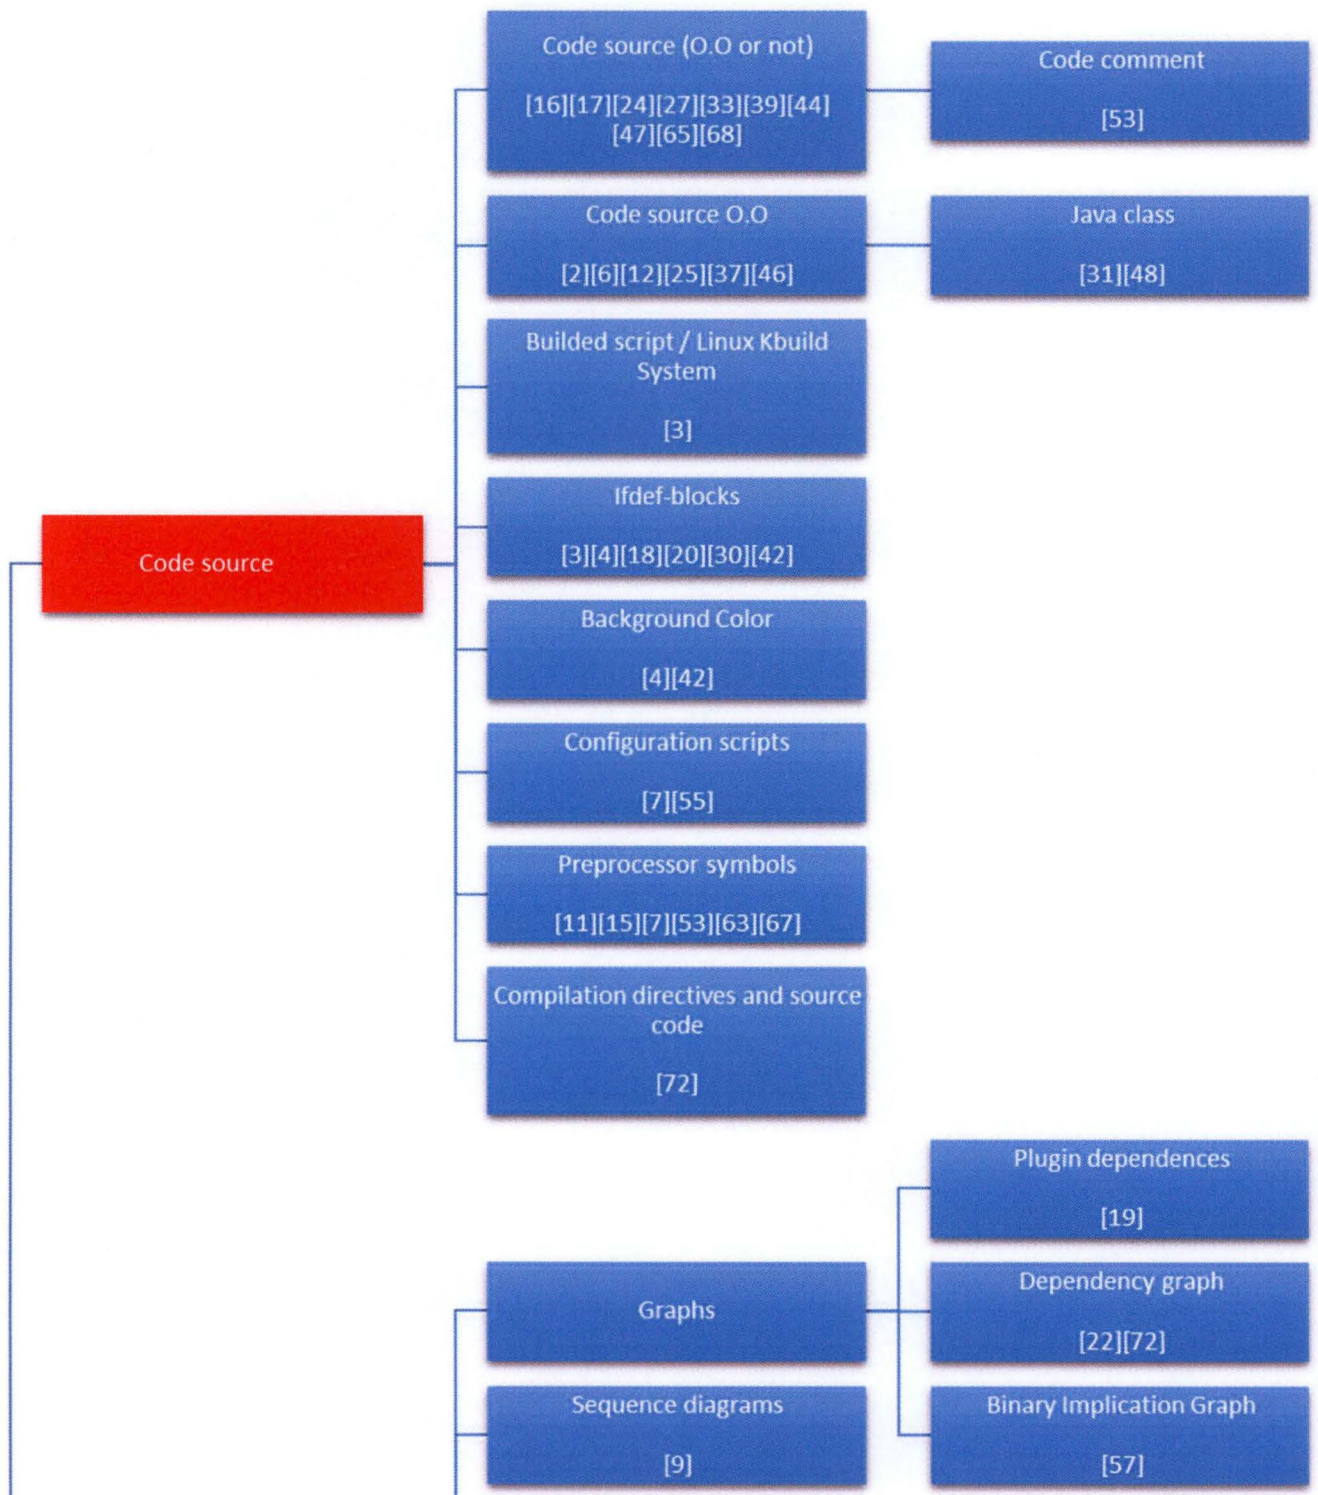 Code source (O.O or not)
[16][17][24][27][33][39][44]
[47][65][68]
Code comment
[53]
Code source O.O
[2][6][12][25][37][46]
Java class
[31][48]
Builded script / Linux Kbuild
System
[3]
Ifdef-blocks
[3][4][18][20][30][42]
Code source
Background Color
[4][42]
Configuration scripts
[7][55]
Preprocessor symbols
[11][15][7][53][63][67]
Compilation directives and source
code
[72]
Graphs
Plugin dependences
[19]
Dependency graph
[22][72]
Binary Implication Graph
[57]
Sequence diagrams
[9]